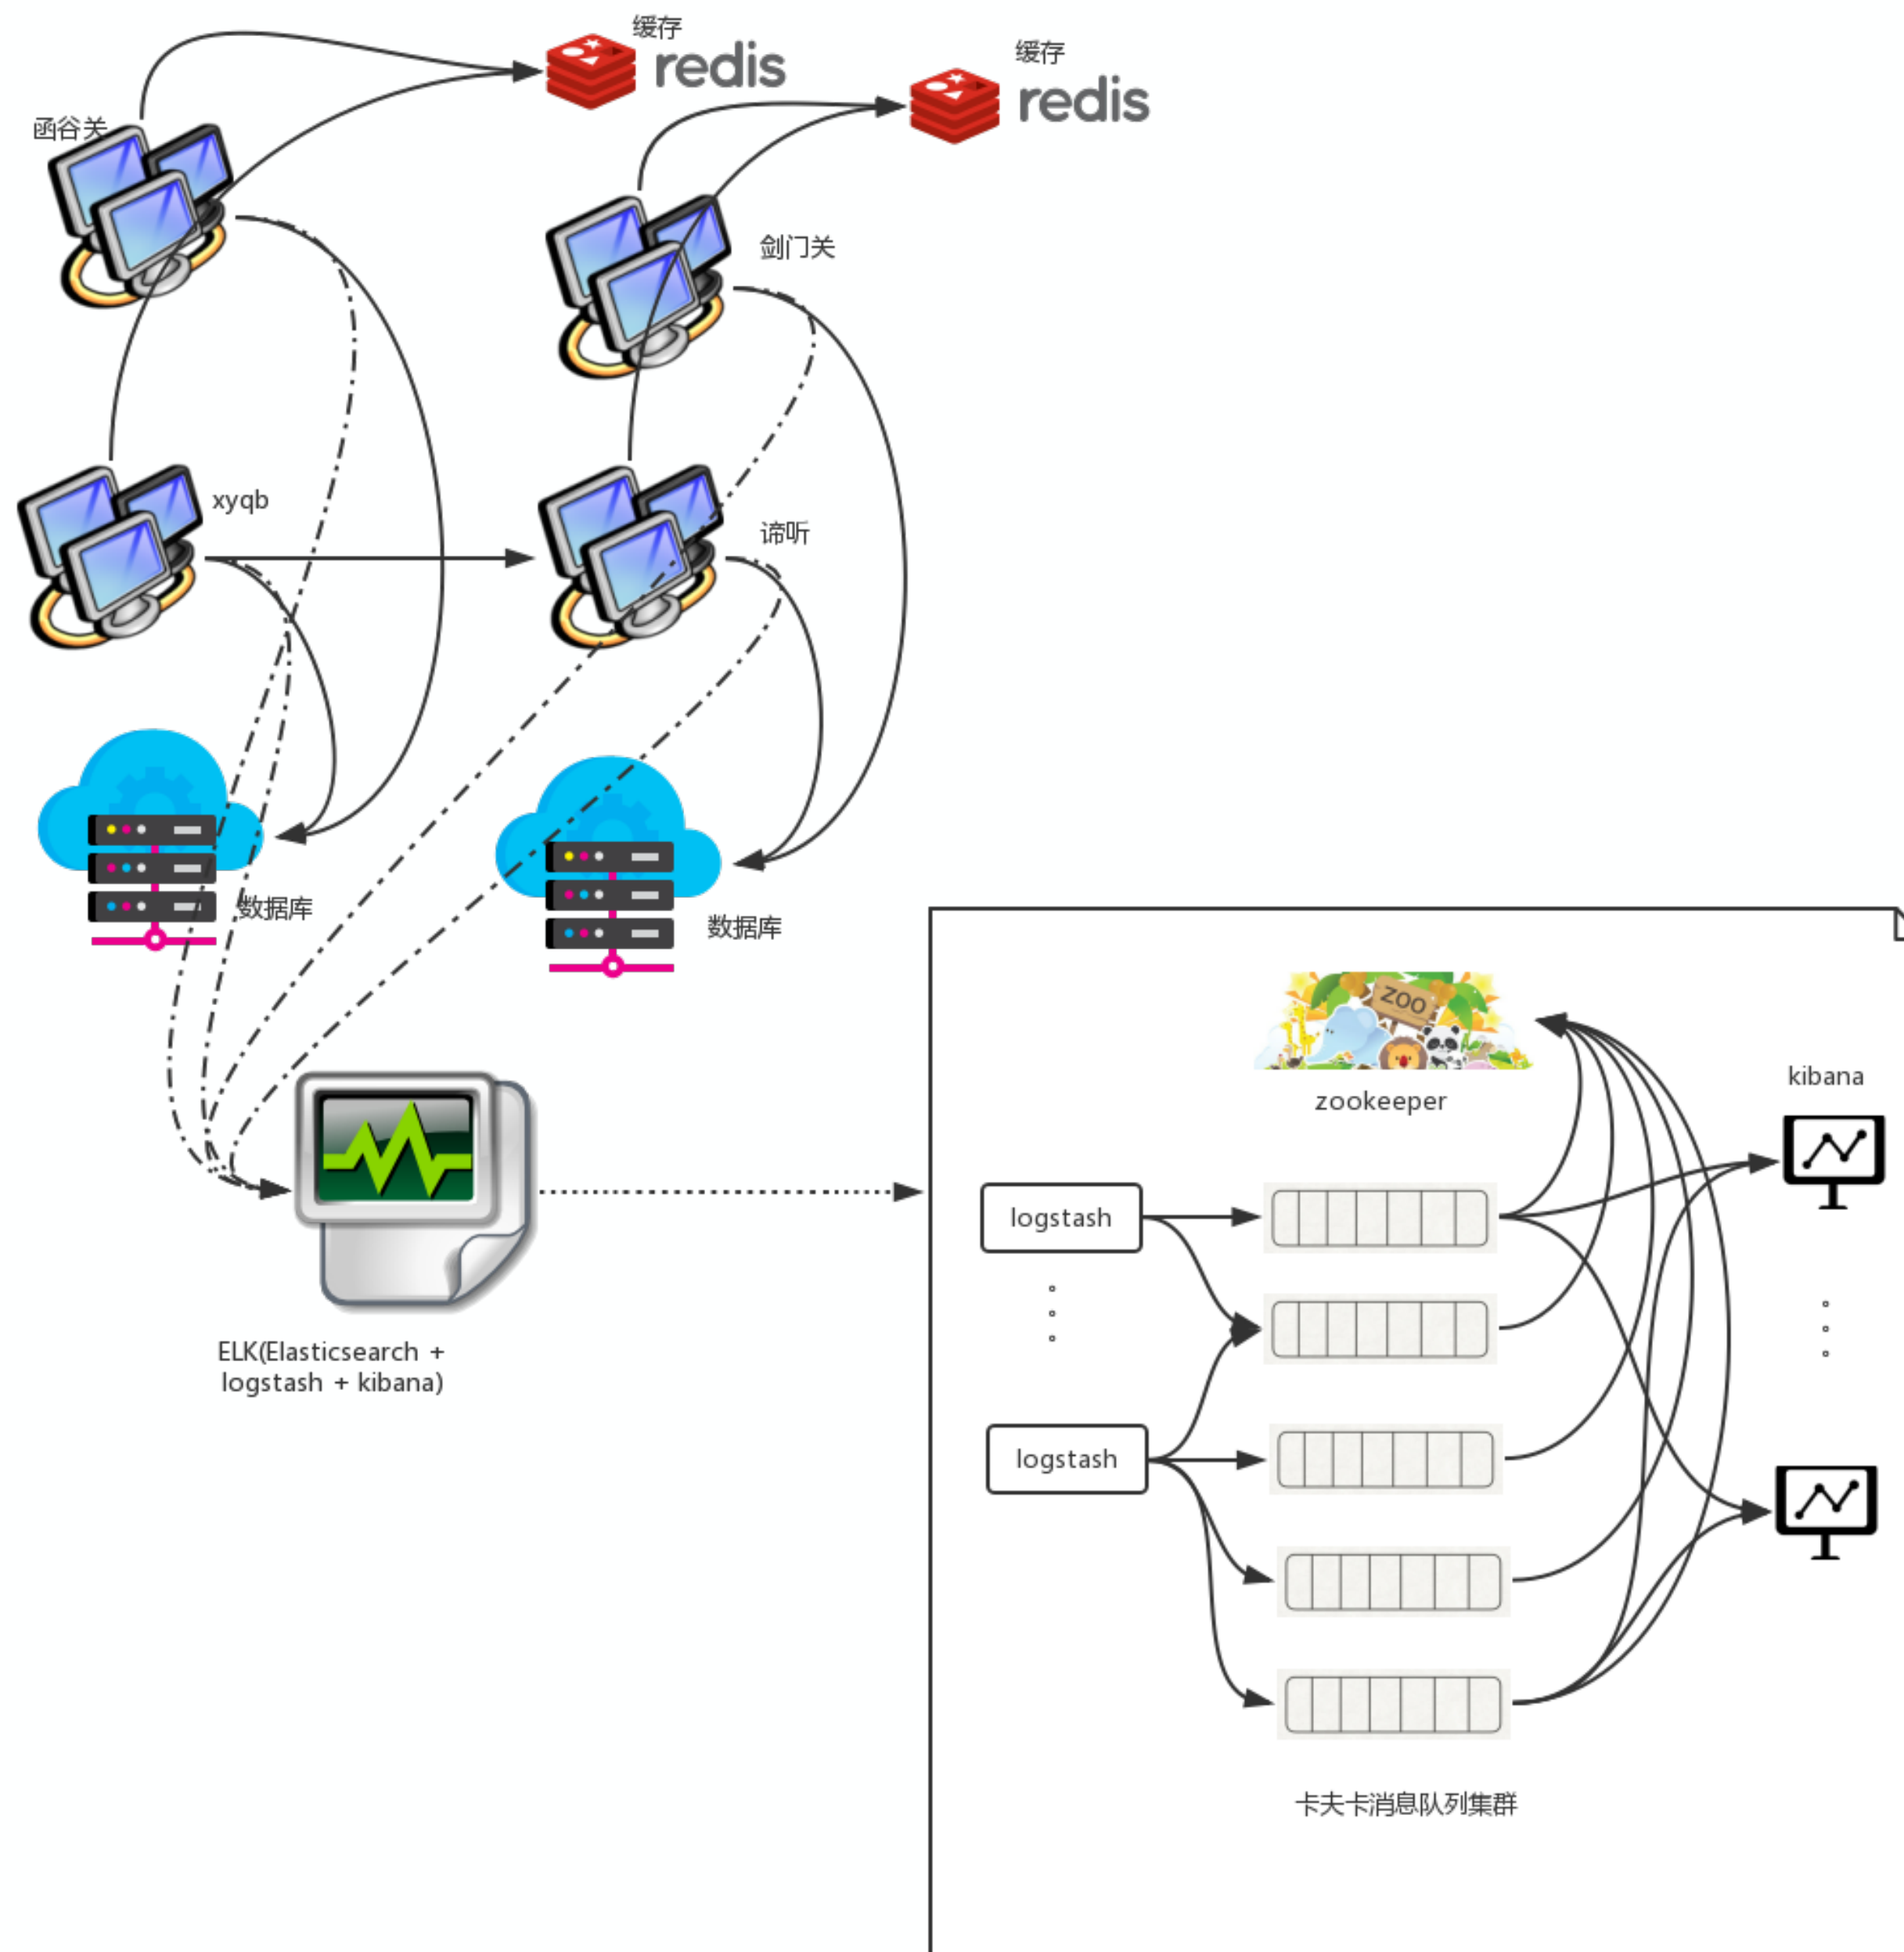 缓存
redis
缓存
redis
函谷关
剑门关
xyqb
谛听
数据库
数据库
ZOO
zookeeper
kibana
logstash
logstash
ELK(Elasticsearch +
logstash + kibana)
卡夫卡消息队列集群